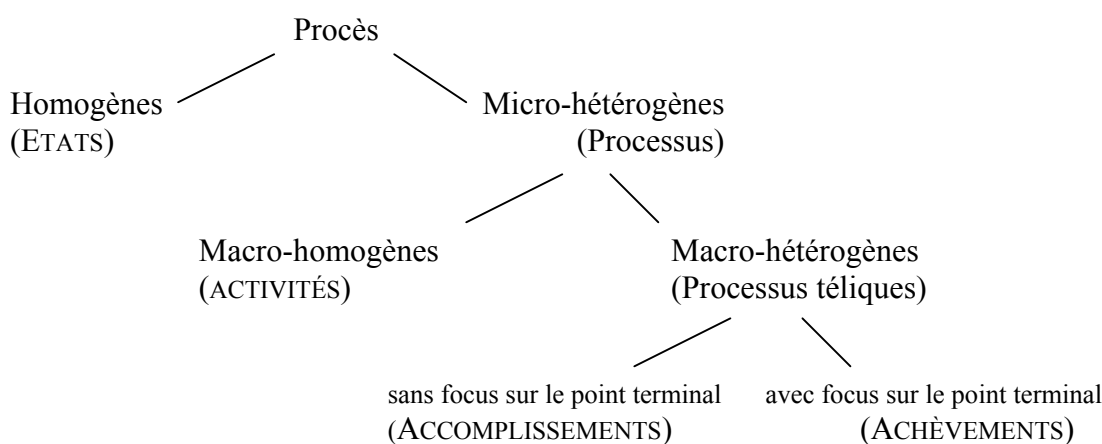 Procès
Homogènes
(ETATS)
Micro-hétérogènes
(Processus)
Macro-homogènes
(ACTIVITÉS)
Macro-hétérogènes
(Processus téliques)
sans focus sur le point terminal
(ACCOMPLISSEMENTS)
avec focus sur le point terminal
(ACHÈVEMENTS)